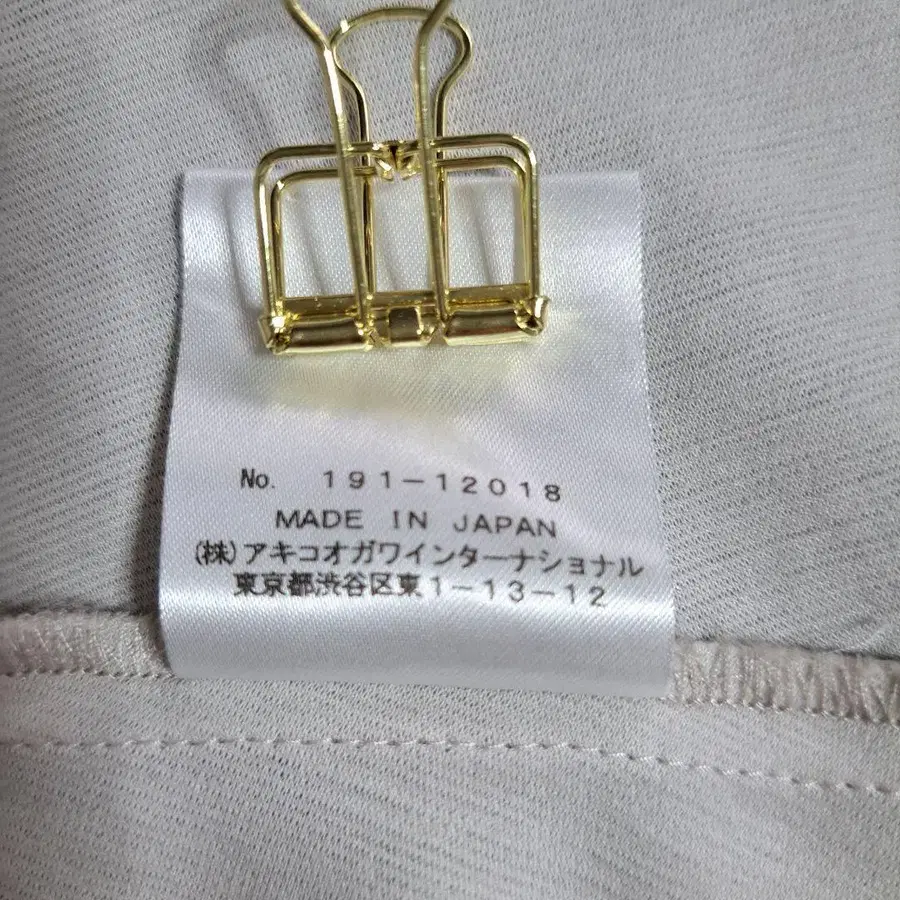 No. 191-12018
MADE IN JAPAN
(株)アキコオガワインターナショナル
東京都渋谷区東1-13-12